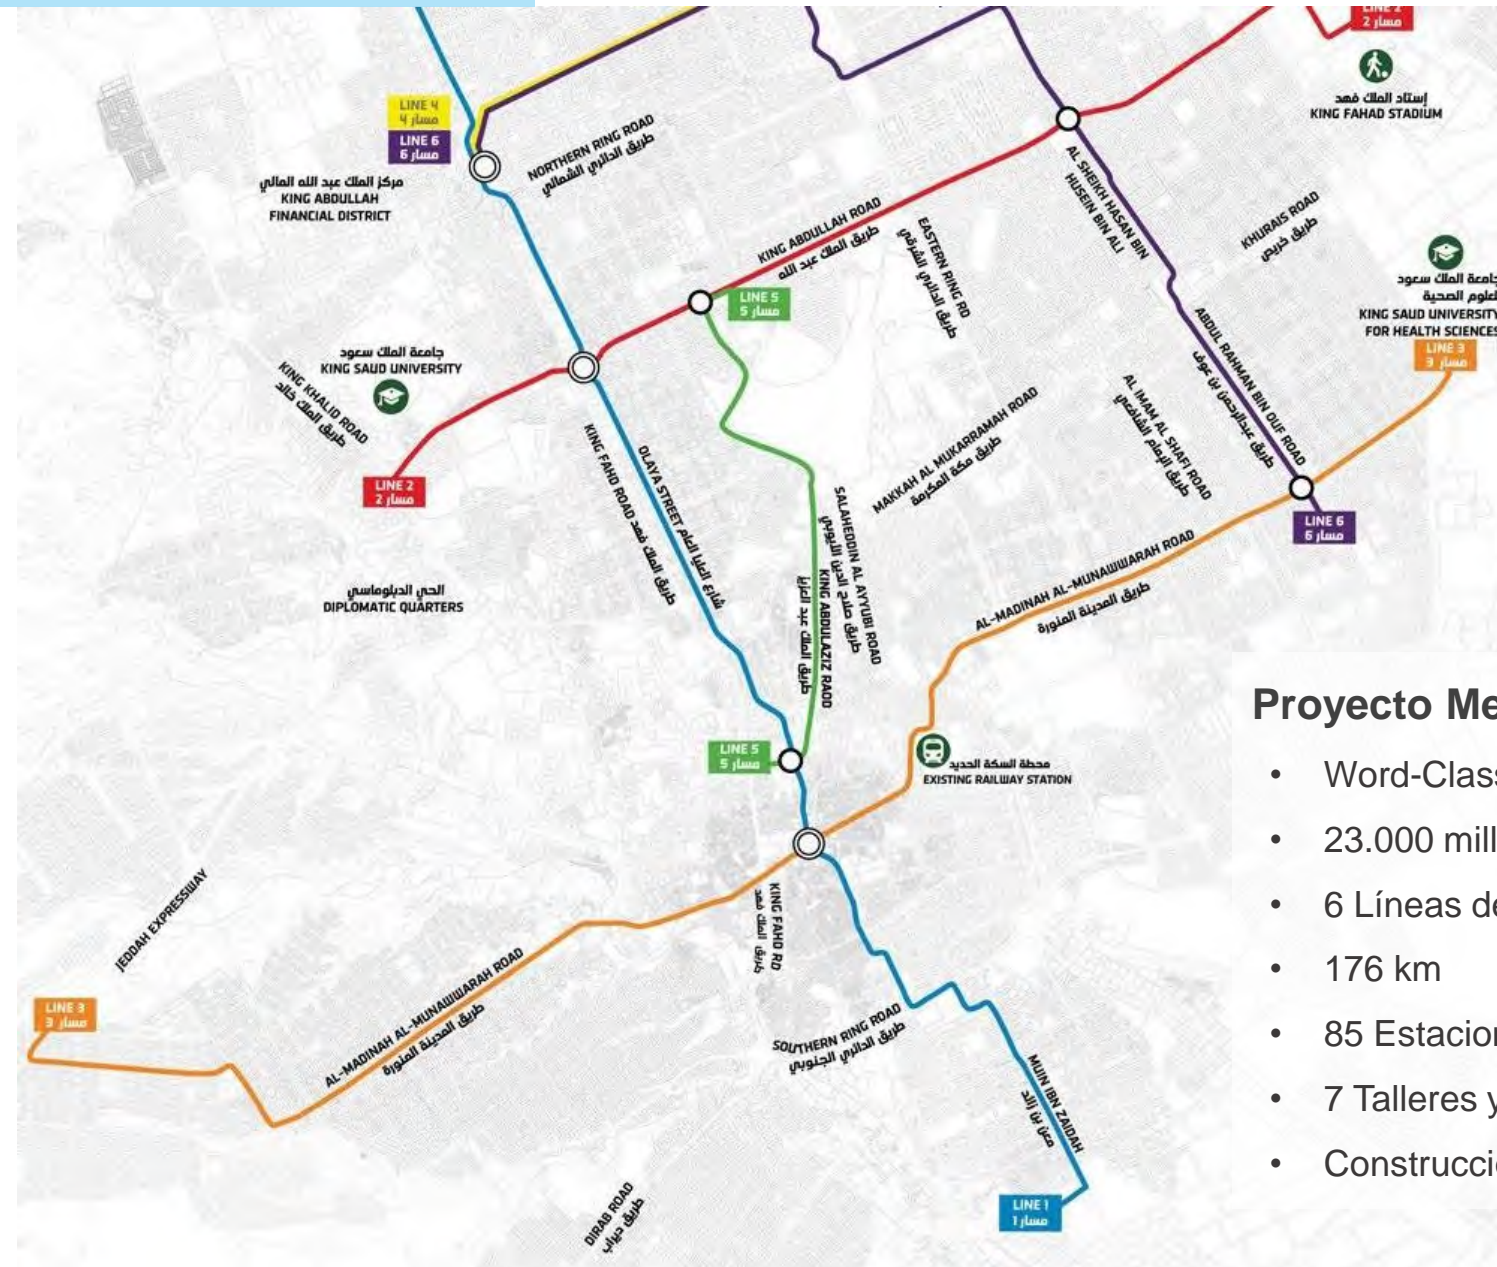 LINE 2
مسار 2
إستاد الملك فهد
KING FAHAD STADIUM
LINE 4
مسار 4
LINE 6
مسار 6
NORTHERN RING ROAD
طريق الدائري الشمالي
مركز الملك عبد الله المالي
KING ABDULLAH
FINANCIAL DISTRICT
AL SHEIKH HASAN BIN
HUSEIN BIN ALI
KING ABDULLAH ROAD
طريق الملك عبد الله
EASTERN RING RD
طريق الدائري الشرقي
KHURAIS ROAD
طريق خريص
جامعة الملك سعود
للعلوم الصحية
KING SAUD UNIVERSITY
FOR HEALTH SCIENCES
LINE 3
مسار 3
LINE 5
مسار 5
جامعة الملك سعود
KING SAUD UNIVERSITY
KING KHALID ROAD
طريق الملك خالد
ABDUL RAHMAN BIN OUF ROAD
طريق عبدالرحمن بن عوف
AL IMAM AL SHAFI ROAD
طريق الإمام الشافعي
MAKKAH AL MUKARRAMAH ROAD
طريق مكة المكرمة
LINE 2
مسار 2
OLAYA STREET شارع العليا العام
KING FAHD ROAD طريق الملك فهد
SALAHEDDIN AL AYYUBI ROAD
طريق صلاح الدين الأيوبي
KING ABDULAZIZ RAOD
طريق الملك عبد العزيز
LINE 6
مسار 6
AL-MADINAH AL-MUNAWWARAH ROAD
طريق المدينة المنورة
الحي الدبلوماسي
DIPLOMATIC QUARTERS
Proyecto Me
LINE 5
مسار 5
محطة السكة الحديد
EXISTING RAILWAY STATION
• Word-Clas
• 23.000 mill
• 6 Líneas de
• 176 km
• 85 Estacion
• 7 Talleres y
• Construcci
JEDDAH EXPRESSWAY
KING FAHD RD
طريق الملك فهد
AL-MADINAH AL-MUNAWWARAH ROAD
طريق المدينة المنورة
LINE 3
مسار 3
SOUTHERN RING ROAD
طريق الدائري الجنوبي
MUIN IBN ZAIDAH
معن بن زائد
DIRAB ROAD
طريق ديراب
LINE 1
مسار 1